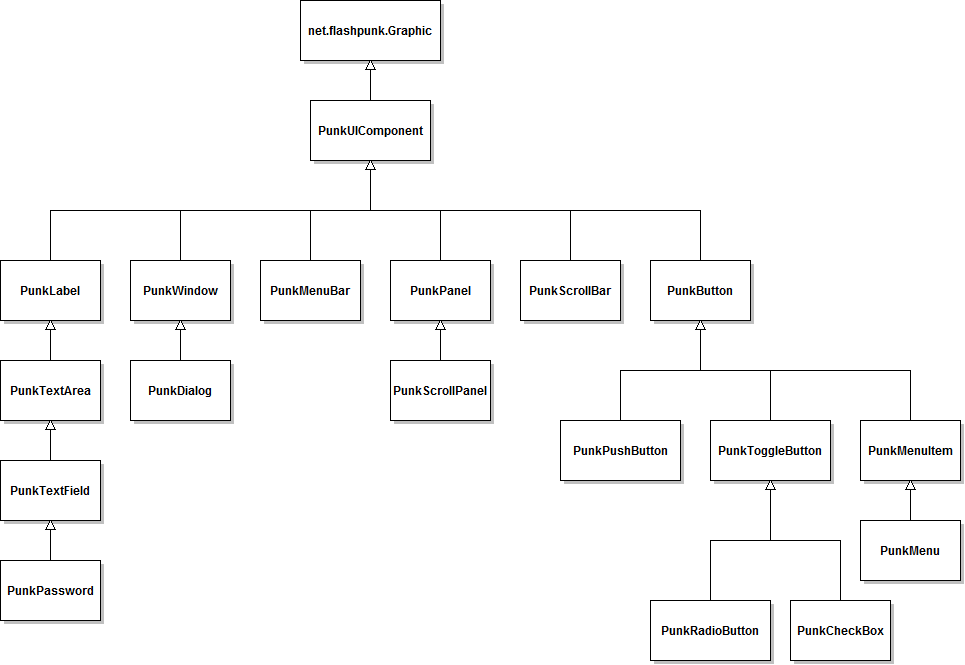 net.flashpunk.Graphic
PunkUIComponent
PunkLabel
PunkWindow
PunkMenuBar
PunkPanel
PunkScrollBar
PunkButton
PunkTextArea
PunkDialog
PunkScrollPanel
PunkPushButton
PunkToggleButton
PunkMenuItem
PunkTextField
PunkMenu
PunkPassword
PunkRadioButton
PunkCheckBox